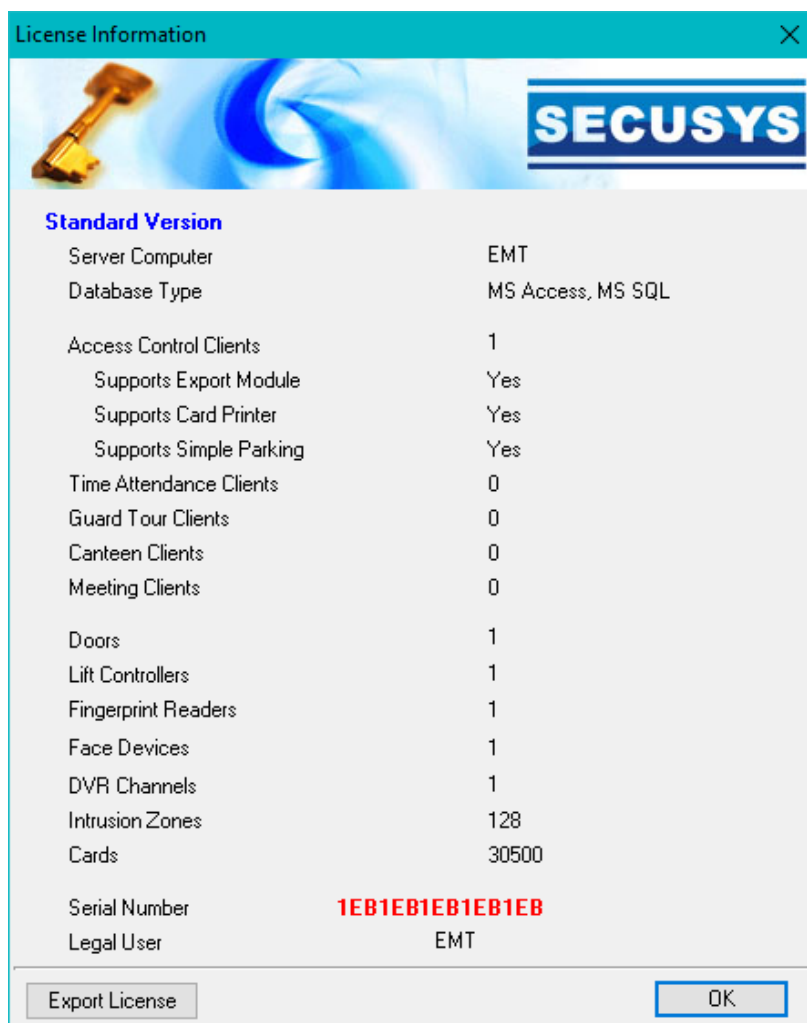 License Information
SECUSYS
Standard Version
Server Computer EMT
Database Type MS Access, MS SQL
Access Control Clients 1
Supports Export Module Yes
Supports Card Printer Yes
Supports Simple Parking Yes
Time Attendance Clients 0
Guard Tour Clients 0
Canteen Clients 0
Meeting Clients 0
Doors 1
Lift Controllers 1
Fingerprint Readers 1
Face Devices 1
DVR Channels 1
Intrusion Zones 128
Cards 30500
Serial Number 1EB1EB1EB1EB1EB
Legal User EMT
Export License OK